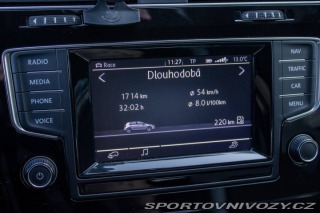 Race 11:27 TP 13.0°C
RADIO
MEDIA
PHONE
VOICE
Dlouhodobá
1714 km ø 54 km/h
32:02 h ø 8.0 l/100km
220 km
NAV
TRAFFIC
CAR
MENU
SPORTOVNIVOZY.CZ